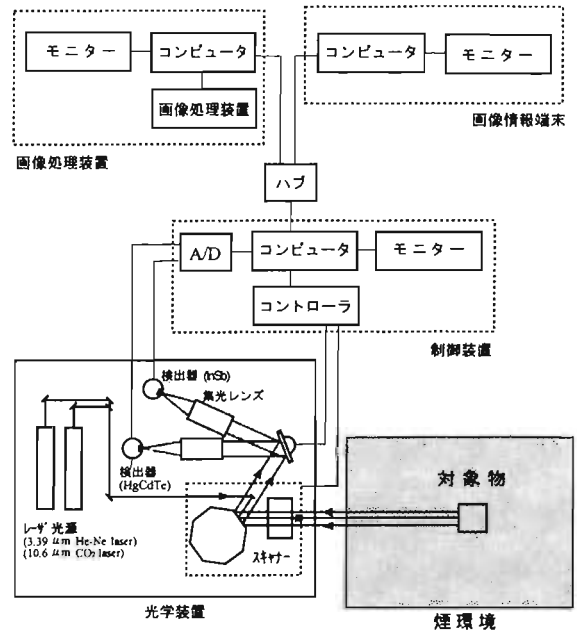 モニター
コンピュータ
画像処理装置
画像処理装置
コンピュータ
モニター
画像情報端末
ハブ
A/D
コンピュータ
モニター
コントローラ
制御装置
検出器 (InSb)
集光レンズ
検出器
(HgCdTe)
レーザ光源
(3.39 μm He-Ne laser)
(10.6 μm CO₂ laser)
スキャナー
光学装置
対象物
煙環境